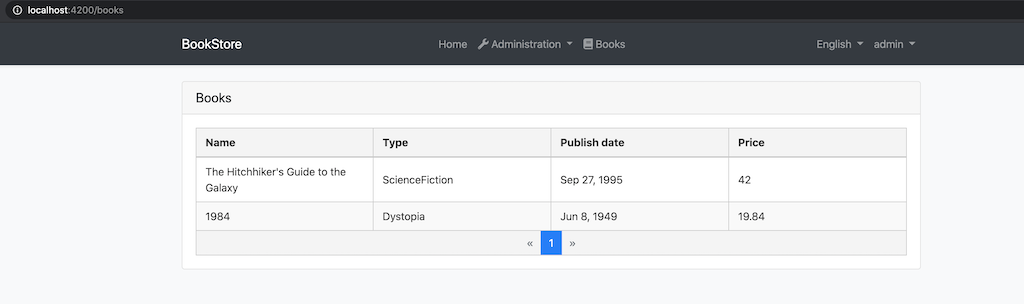 localhost:4200/books
BookStore Home Administration Books English admin
Books
Name Type Publish date Price
The Hitchhiker's Guide to the
Galaxy
ScienceFiction Sep 27, 1995 42
1984 Dystopia Jun 8, 1949 19.84
« 1 »